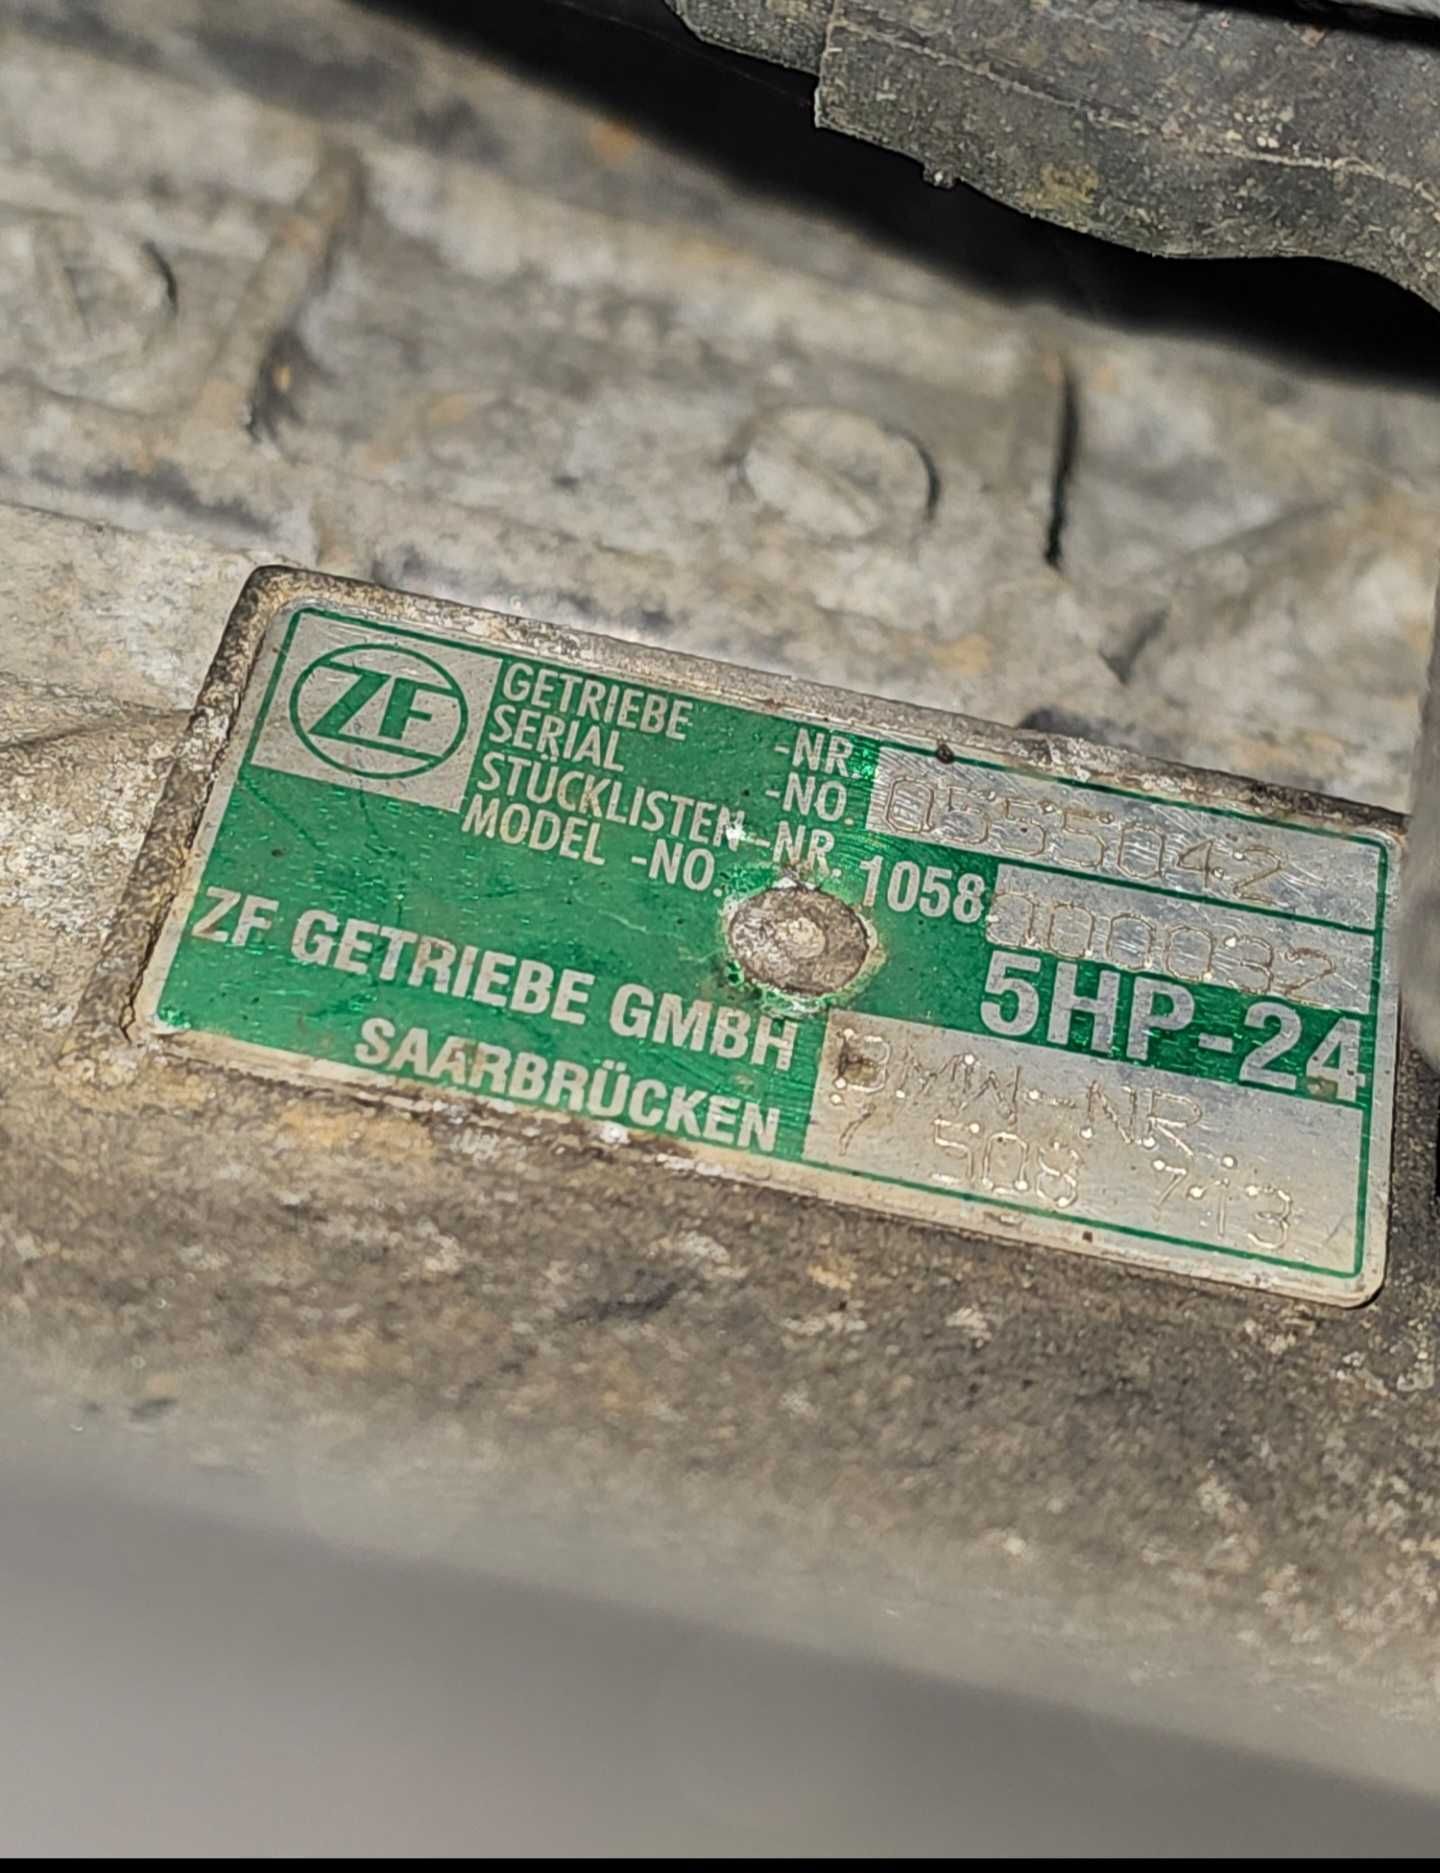 ZF
GETRIEBE -NR.
SERIAL -NO. 0555042
STÜCKLISTEN-NR.
MODEL -NO. 1058 000032
5HP-24
ZF GETRIEBE GMBH
SAARBRÜCKEN
BMW-NR
7 508 713